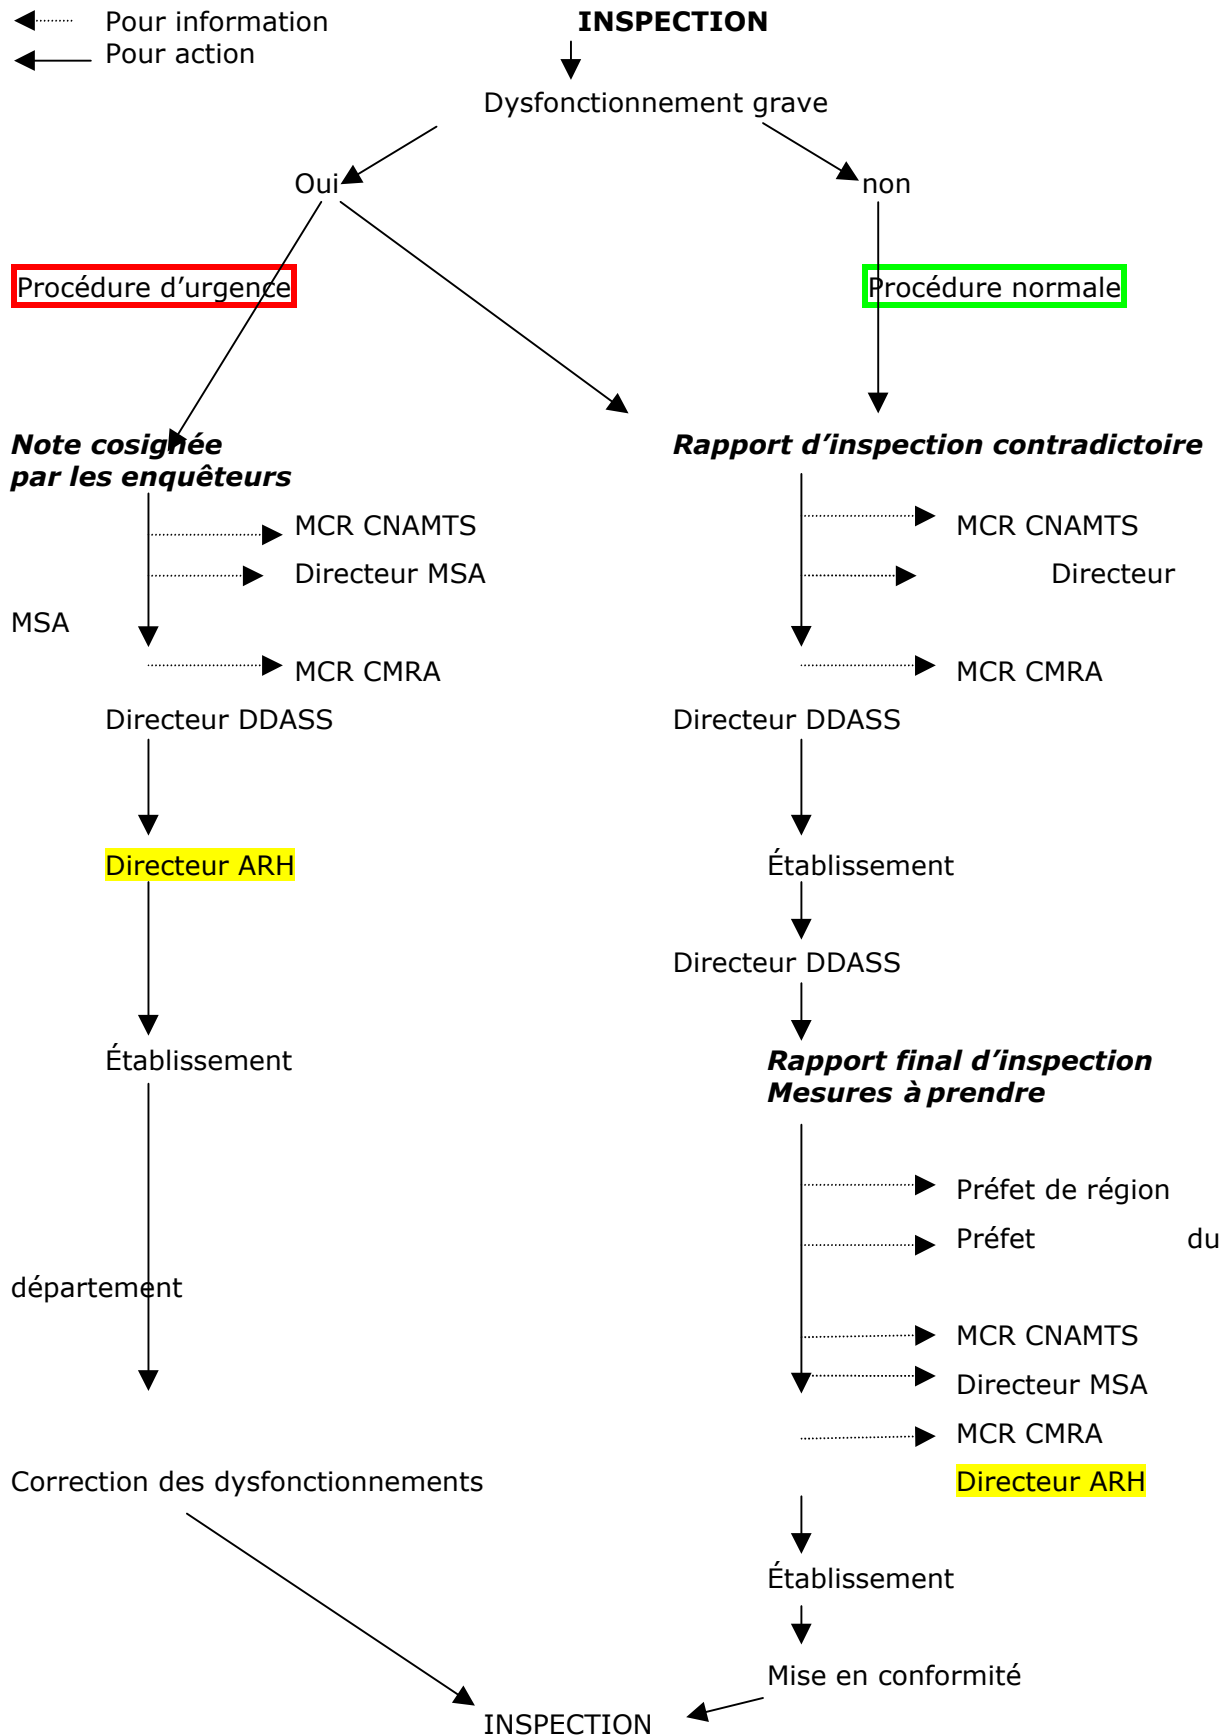 Pour information
INSPECTION
Pour action
Dysfonctionnement grave
Oui
non
Procédure d’urgence
Procédure normale
Note cosignée
par les enquêteurs
Rapport d’inspection contradictoire
MCR CNAMTS
MCR CNAMTS
Directeur MSA
Directeur
MSA
MCR CMRA
MCR CMRA
Directeur DDASS
Directeur DDASS
Directeur ARH
Établissement
Directeur DDASS
Établissement
Rapport final d’inspection
Mesures à prendre
Préfet de région
Préfet du
département
MCR CNAMTS
Directeur MSA
MCR CMRA
Correction des dysfonctionnements
Directeur ARH
Établissement
Mise en conformité
INSPECTION